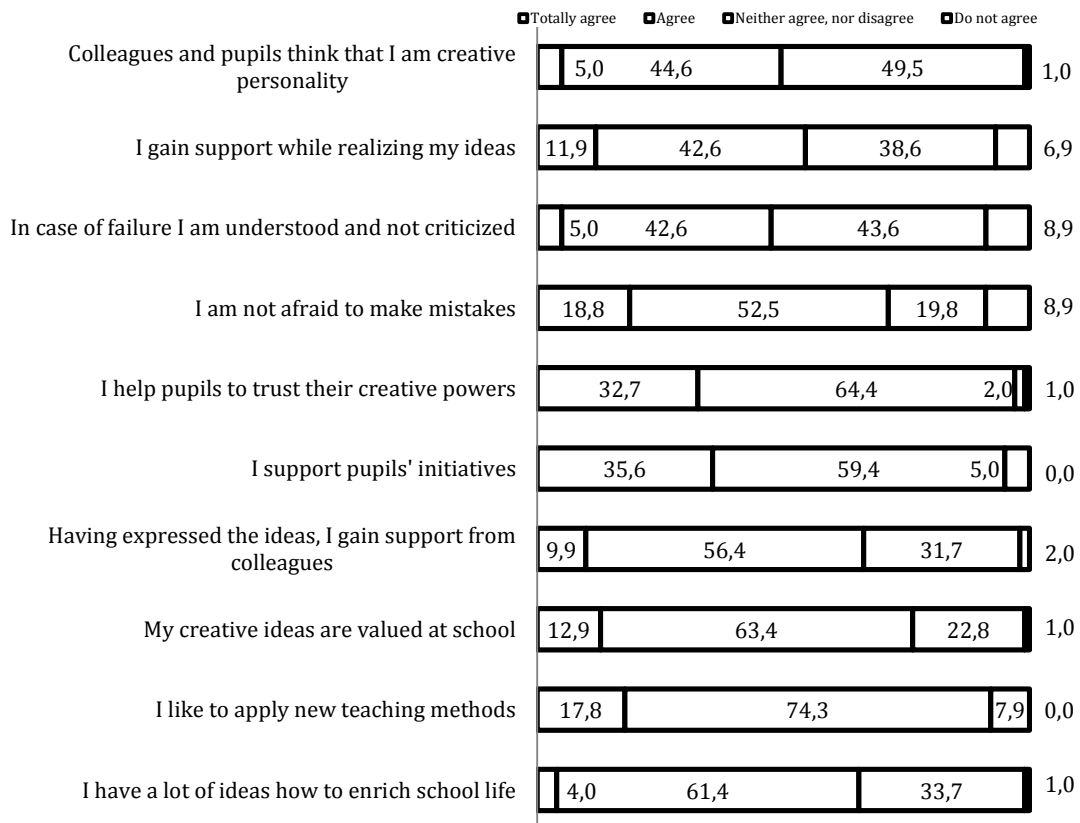 Totally agree Agree Neither agree, nor disagree Do not agree
Colleagues and pupils think that I am creative
personality
5,0 44,6 49,5 1,0
I gain support while realizing my ideas 11,9 42,6 38,6 6,9
In case of failure I am understood and not criticized 5,0 42,6 43,6 8,9
I am not afraid to make mistakes 18,8 52,5 19,8 8,9
I help pupils to trust their creative powers 32,7 64,4 2,0 1,0
I support pupils' initiatives 35,6 59,4 5,0 0,0
Having expressed the ideas, I gain support from
colleagues
9,9 56,4 31,7 2,0
My creative ideas are valued at school 12,9 63,4 22,8 1,0
I like to apply new teaching methods 17,8 74,3 7,9 0,0
I have a lot of ideas how to enrich school life 4,0 61,4 33,7 1,0